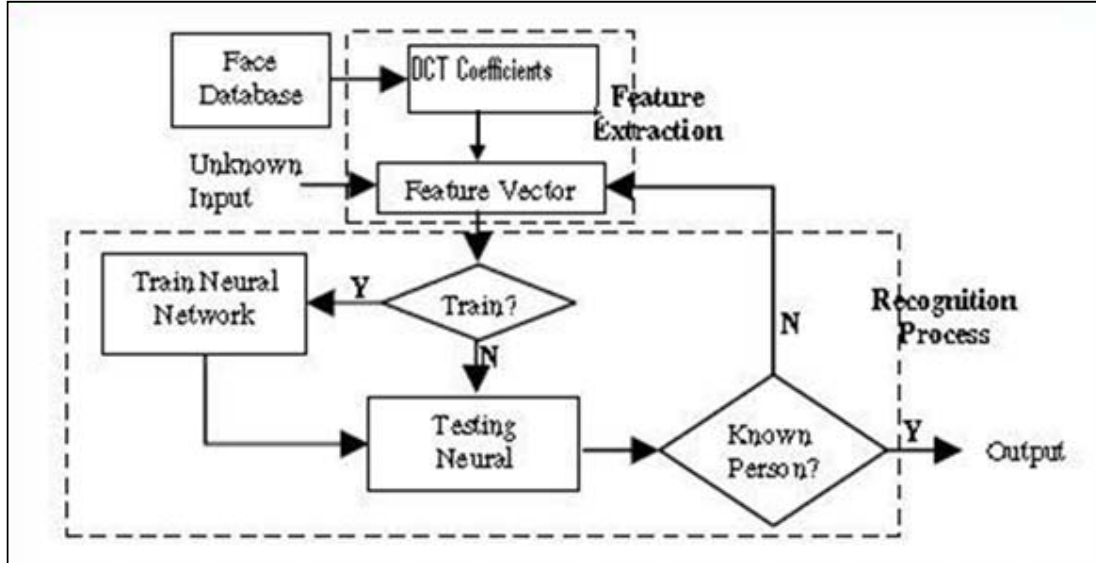 Face
Database
DCT Coefficients
Feature
Extraction
Unknown
Input
Feature Vector
Train Neural
Network
Y
Train?
N
Recognition
Process
N
Testing
Neural
Known
Person?
Y
Output